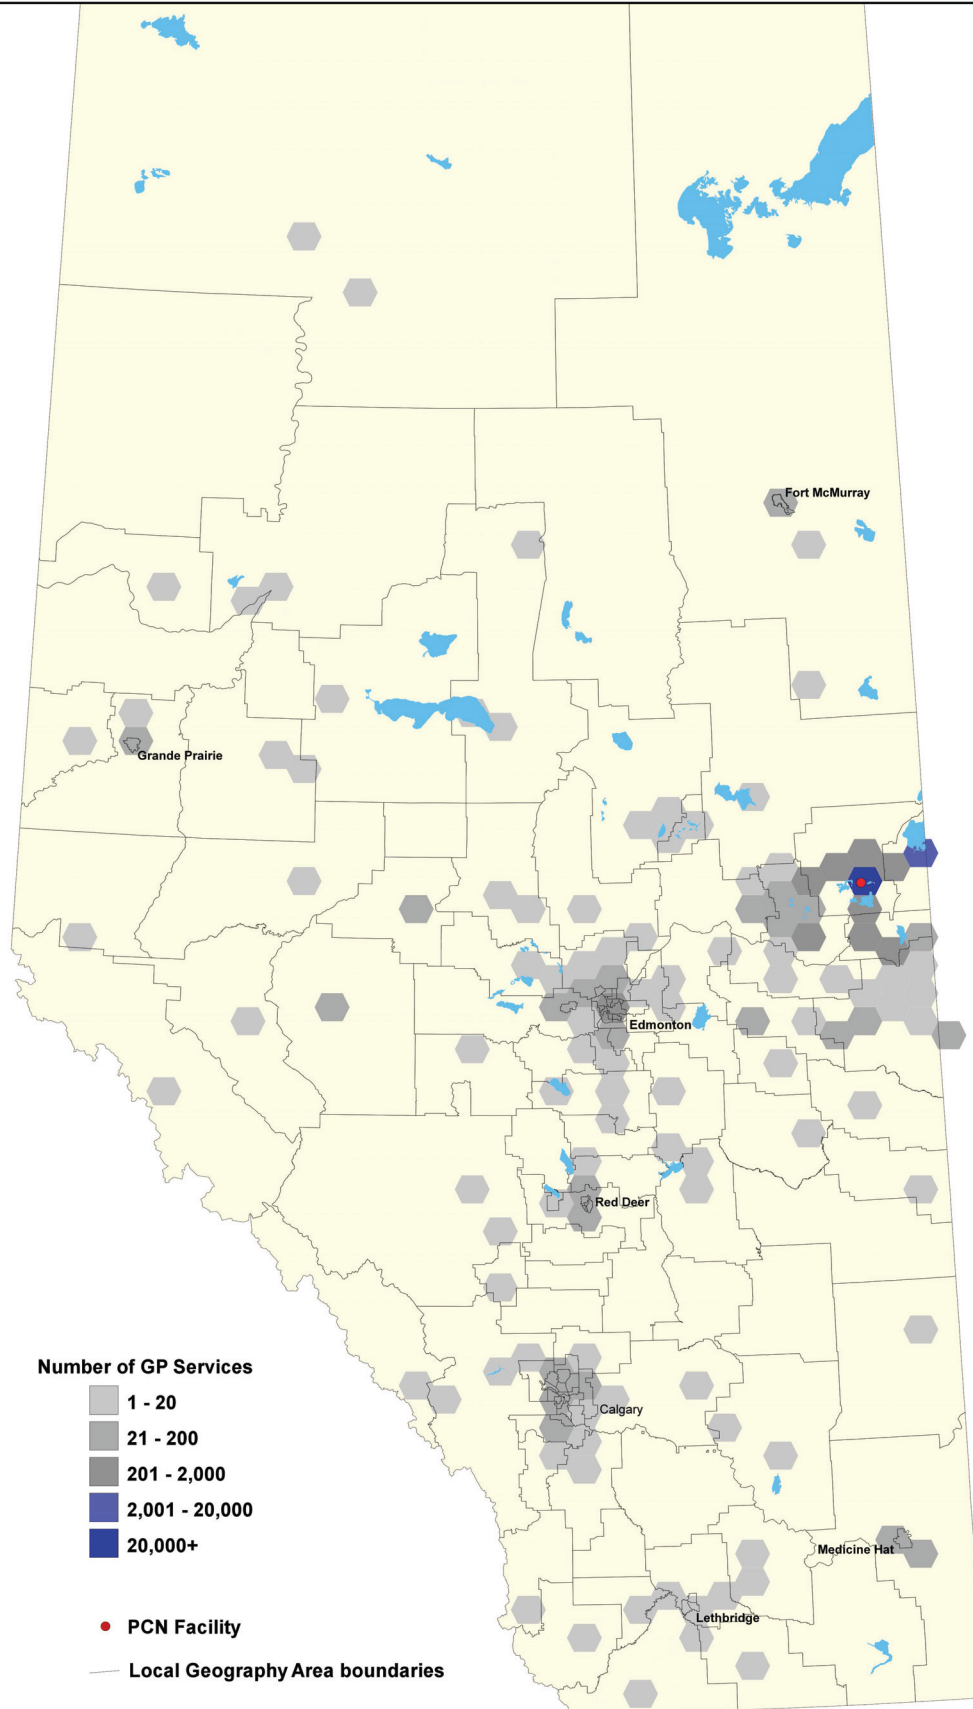 Fort McMurray
Grande Prairie
Edmonton
Red Deer
Number of GP Services
1 - 20
Calgary
21 - 200
201 - 2,000
2,001 - 20,000
20,000+
Medicine Hat
Lethbridge
PCN Facility
Local Geography Area boundaries